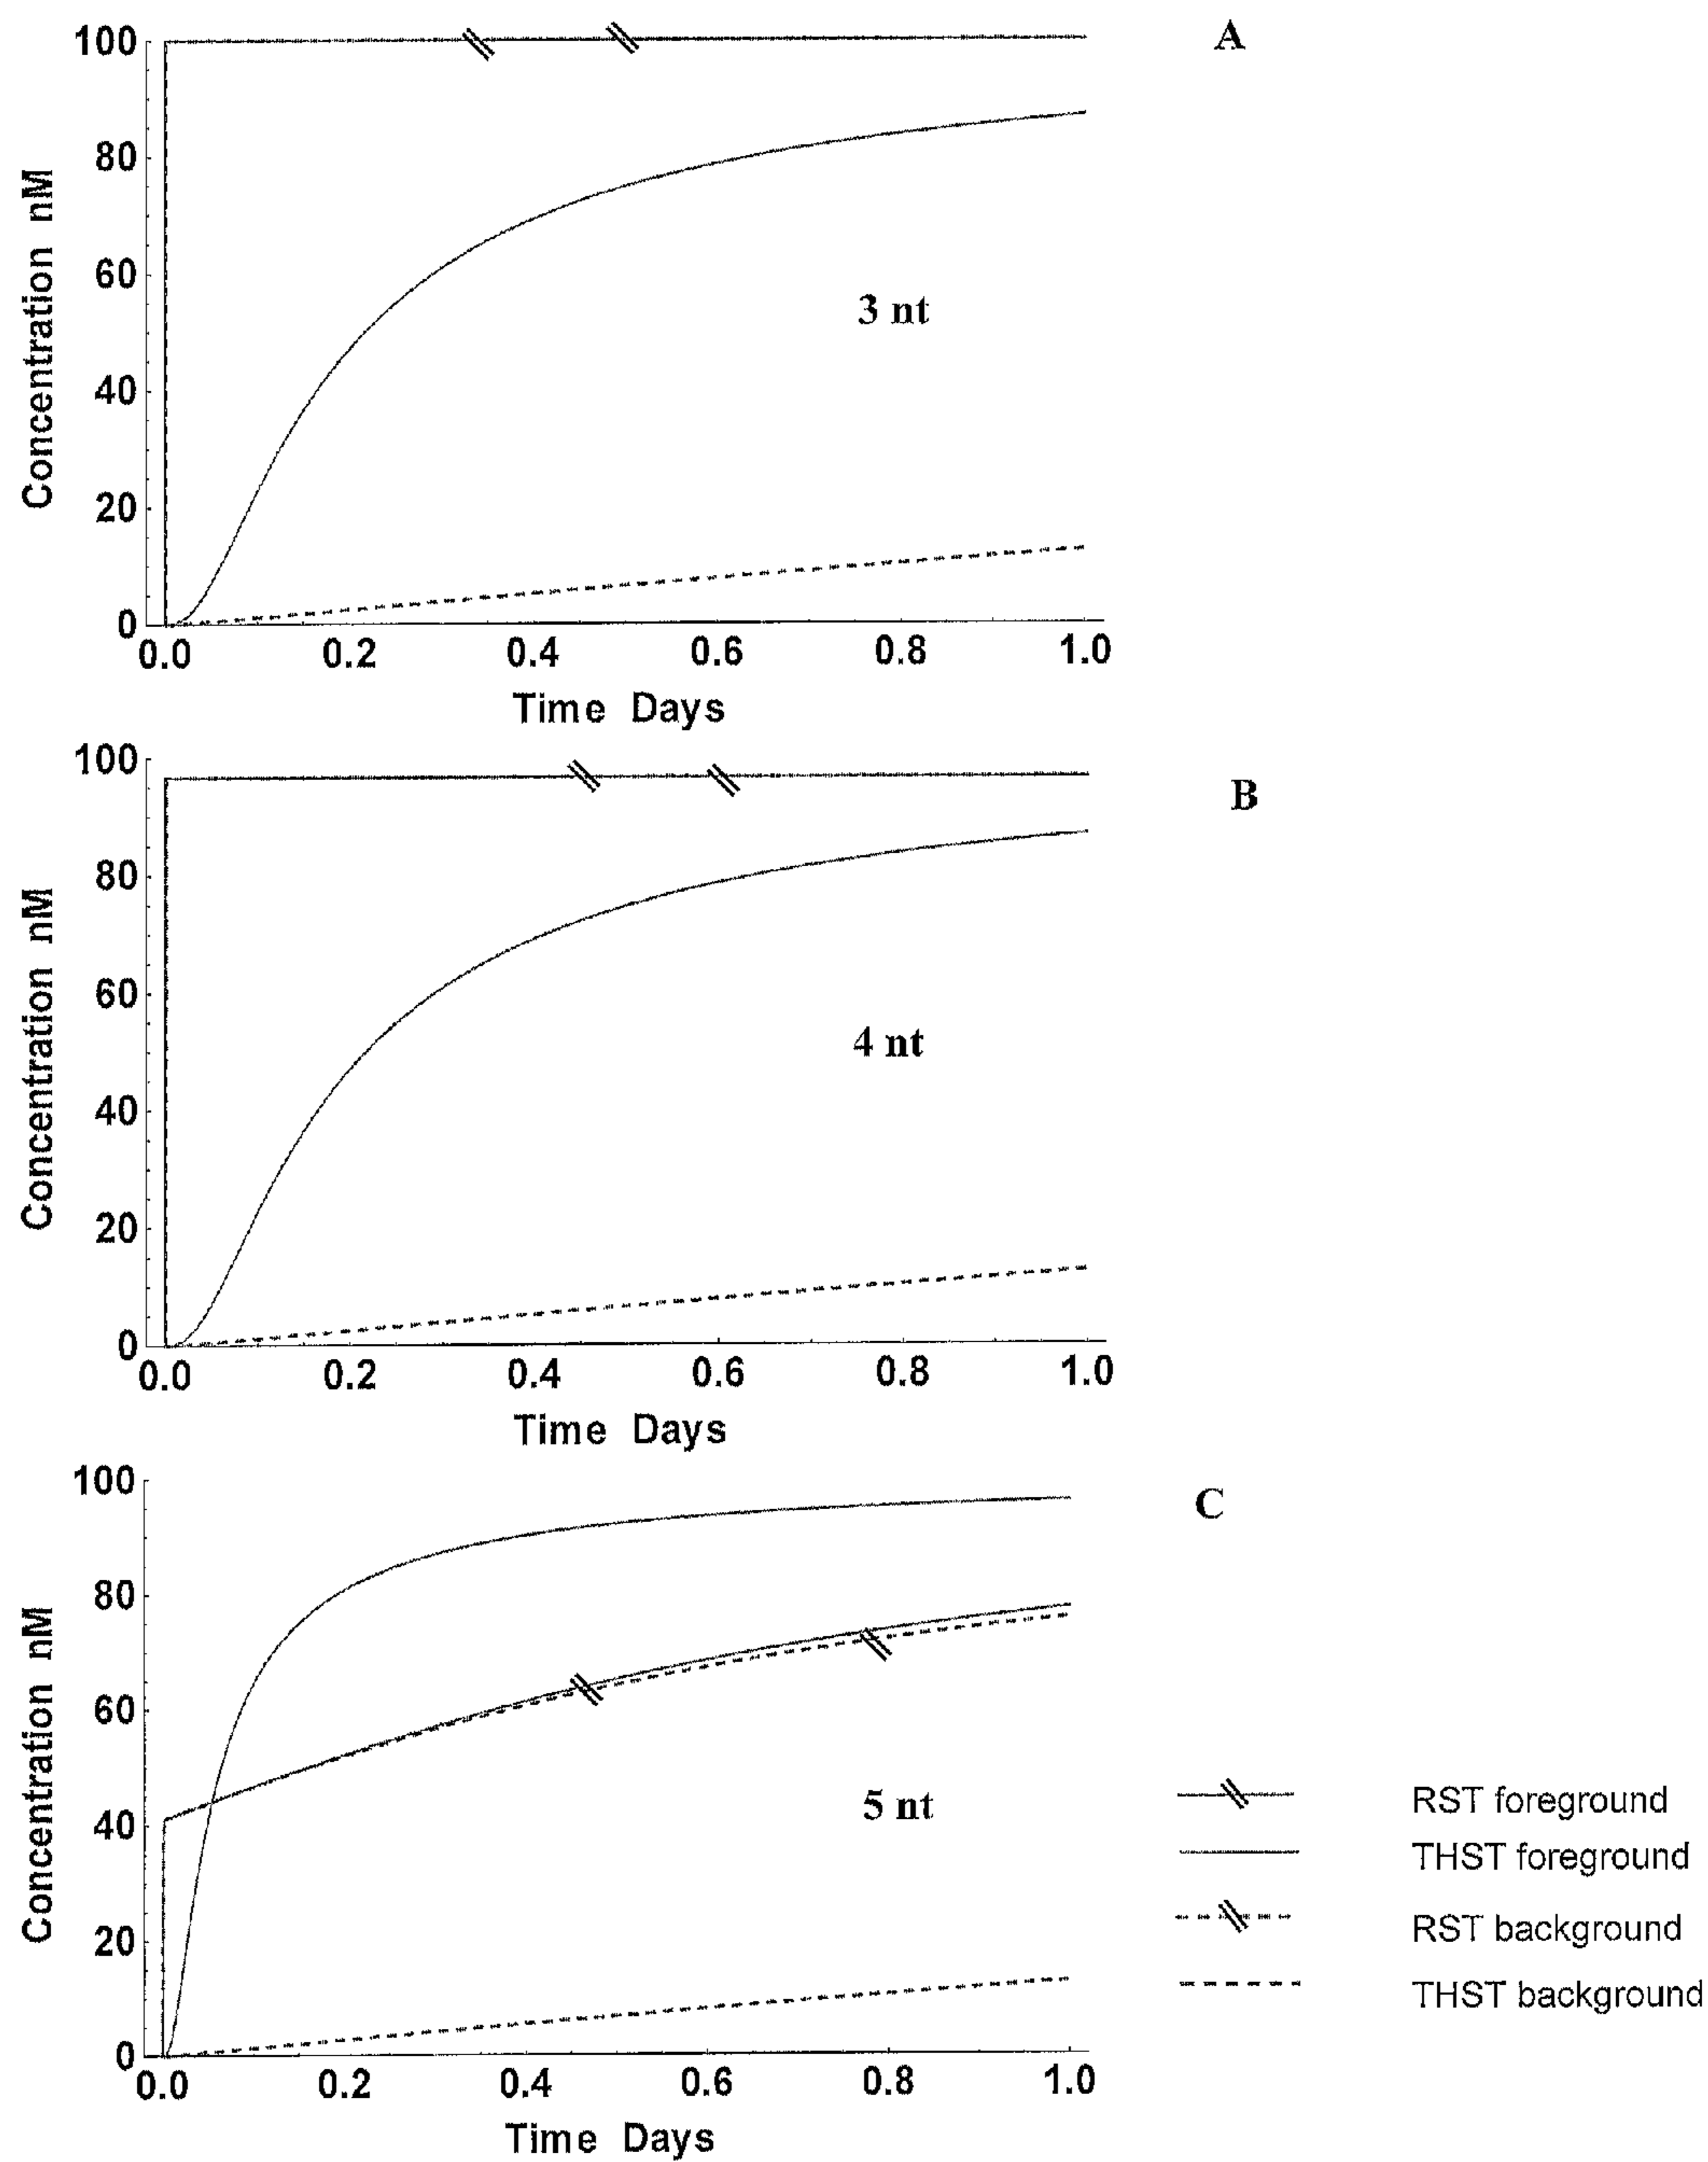 A
100
80
60
40
20
0
Concentration nM
3 nt
0.0 0.2 0.4 0.6 0.8 1.0
Time Days
B
100
80
60
40
20
0
Concentration nM
4 nt
0.0 0.2 0.4 0.6 0.8 1.0
Time Days
C
100
80
60
40
20
0
Concentration nM
5 nt
0.0 0.2 0.4 0.6 0.8 1.0
Time Days
RST foreground
THST foreground
RST background
THST background